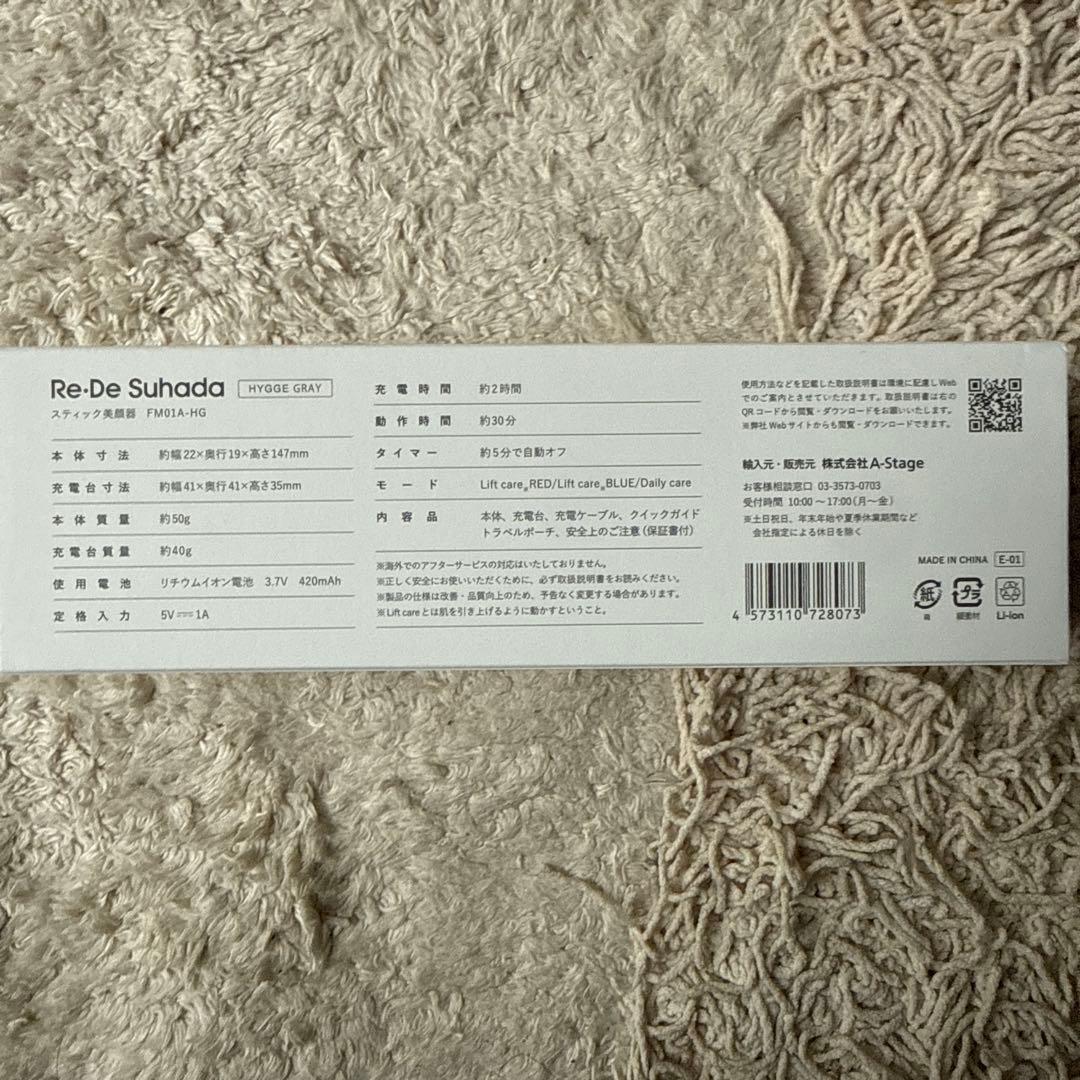 Re·De Suhada HYGGE GRAY
スティック美顔器 FM01A-HG
本体寸法 約幅22×奥行19×高さ147mm
充電台寸法 約幅41×奥行41×高さ35mm
本体質量 約50g
充電台質量 約40g
使用電池 リチウムイオン電池 3.7V 420mAh
定格入力 5V⎓1A
充電時間 約2時間
動作時間 約30分
タイマー 約5分で自動オフ
モード Lift care※RED/Lift care※BLUE/Daily care
内容品 本体、充電台、充電ケーブル、クイックガイド
トラベルポーチ、安全上のご注意(保証書付)
※海外でのアフターサービスの対応はいたしておりません。
※正しく安全にお使いいただくために、必ず取扱説明書をお読みください。
※製品の仕様は改善・品質向上のため、予告なく変更する場合があります。
※Lift careとは肌を引き上げるように動かすということ。
使用方法などを記載した取扱説明書は環境に配慮しWeb
でのご案内とさせていただきます。取扱説明書は右の
QRコードから閲覧・ダウンロードをお願いいたします。
※弊社Webサイトからも閲覧・ダウンロードできます。
輸入元・販売元 株式会社A-Stage
お客様相談窓口 03-3573-0703
受付時間 10:00~17:00(月~金)
※土日祝日、年末年始や夏季休業期間など
会社指定による休日を除く
MADE IN CHINA E-01
4 573110 728073
紙 プラ
箱 緩衝材 Li-ion